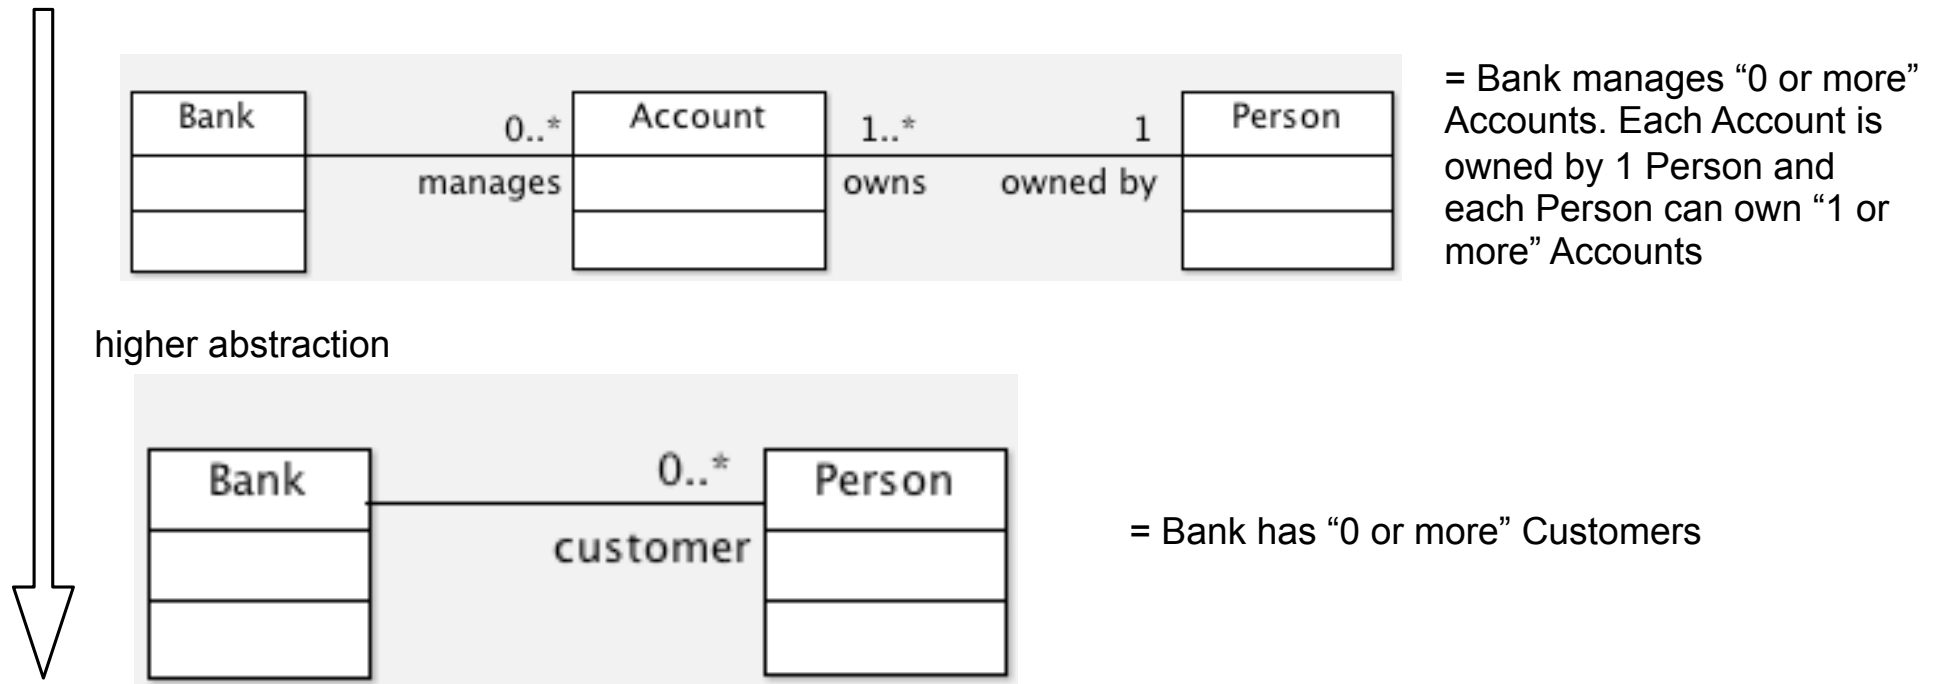 Bank
0..*
manages
Account
1..*
owns
1
owned by
Person
= Bank manages “0 or more”
Accounts. Each Account is
owned by 1 Person and
each Person can own “1 or
more” Accounts
higher abstraction
Bank
0..*
customer
Person
= Bank has “0 or more” Customers